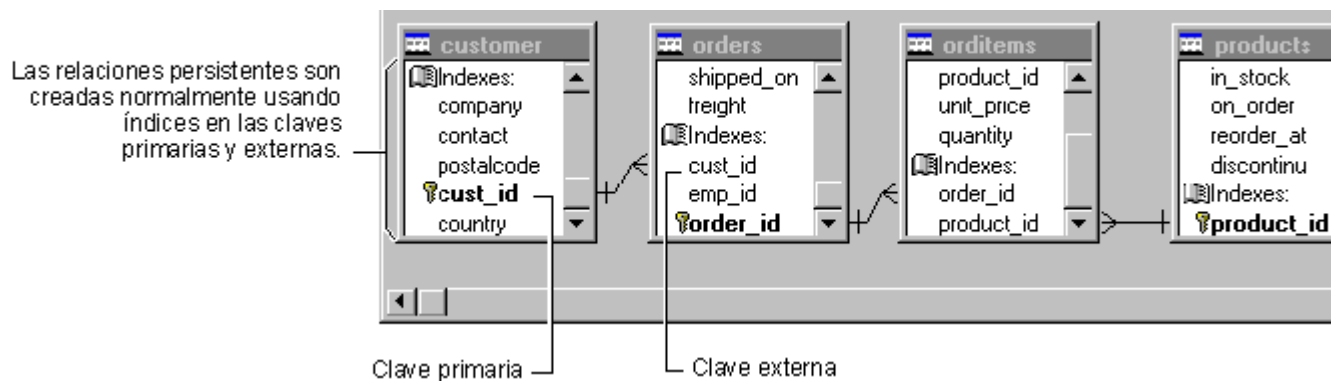 Las relaciones persistentes son
creadas normalmente usando
índices en las claves
primarias y externas.
customer
Indexes:
company
contact
postalcode
cust_id
country
orders
shipped_on
freight
Indexes:
cust_id
emp_id
order_id
orditems
product_id
unit_price
quantity
Indexes:
order_id
product_id
products
in_stock
on_order
reorder_at
discontinu
Indexes:
product_id
Clave primaria
Clave externa